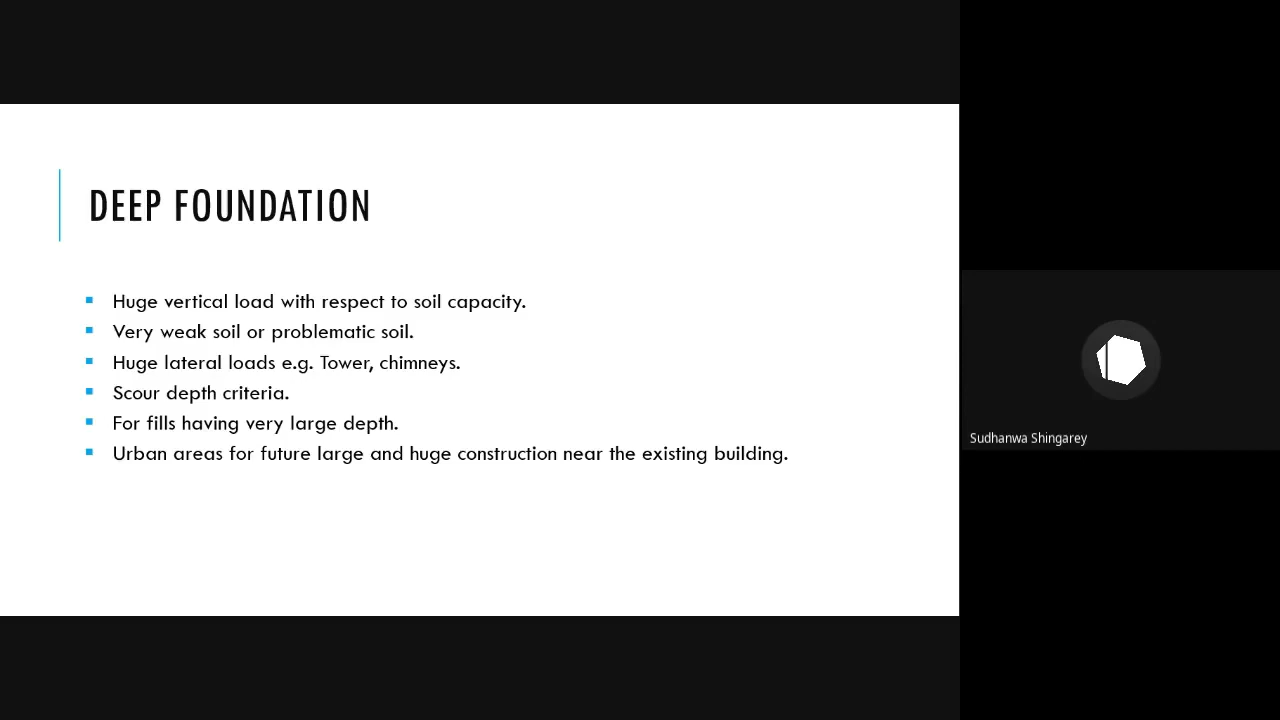 DEEP FOUNDATION
Huge vertical load with respect to soil capacity.
Very weak soil or problematic soil.
Huge lateral loads e.g. Tower, chimneys.
Scour depth criteria.
For fills having very large depth.
Urban areas for future large and huge construction near the existing building.
Sudhanwa Shingarey